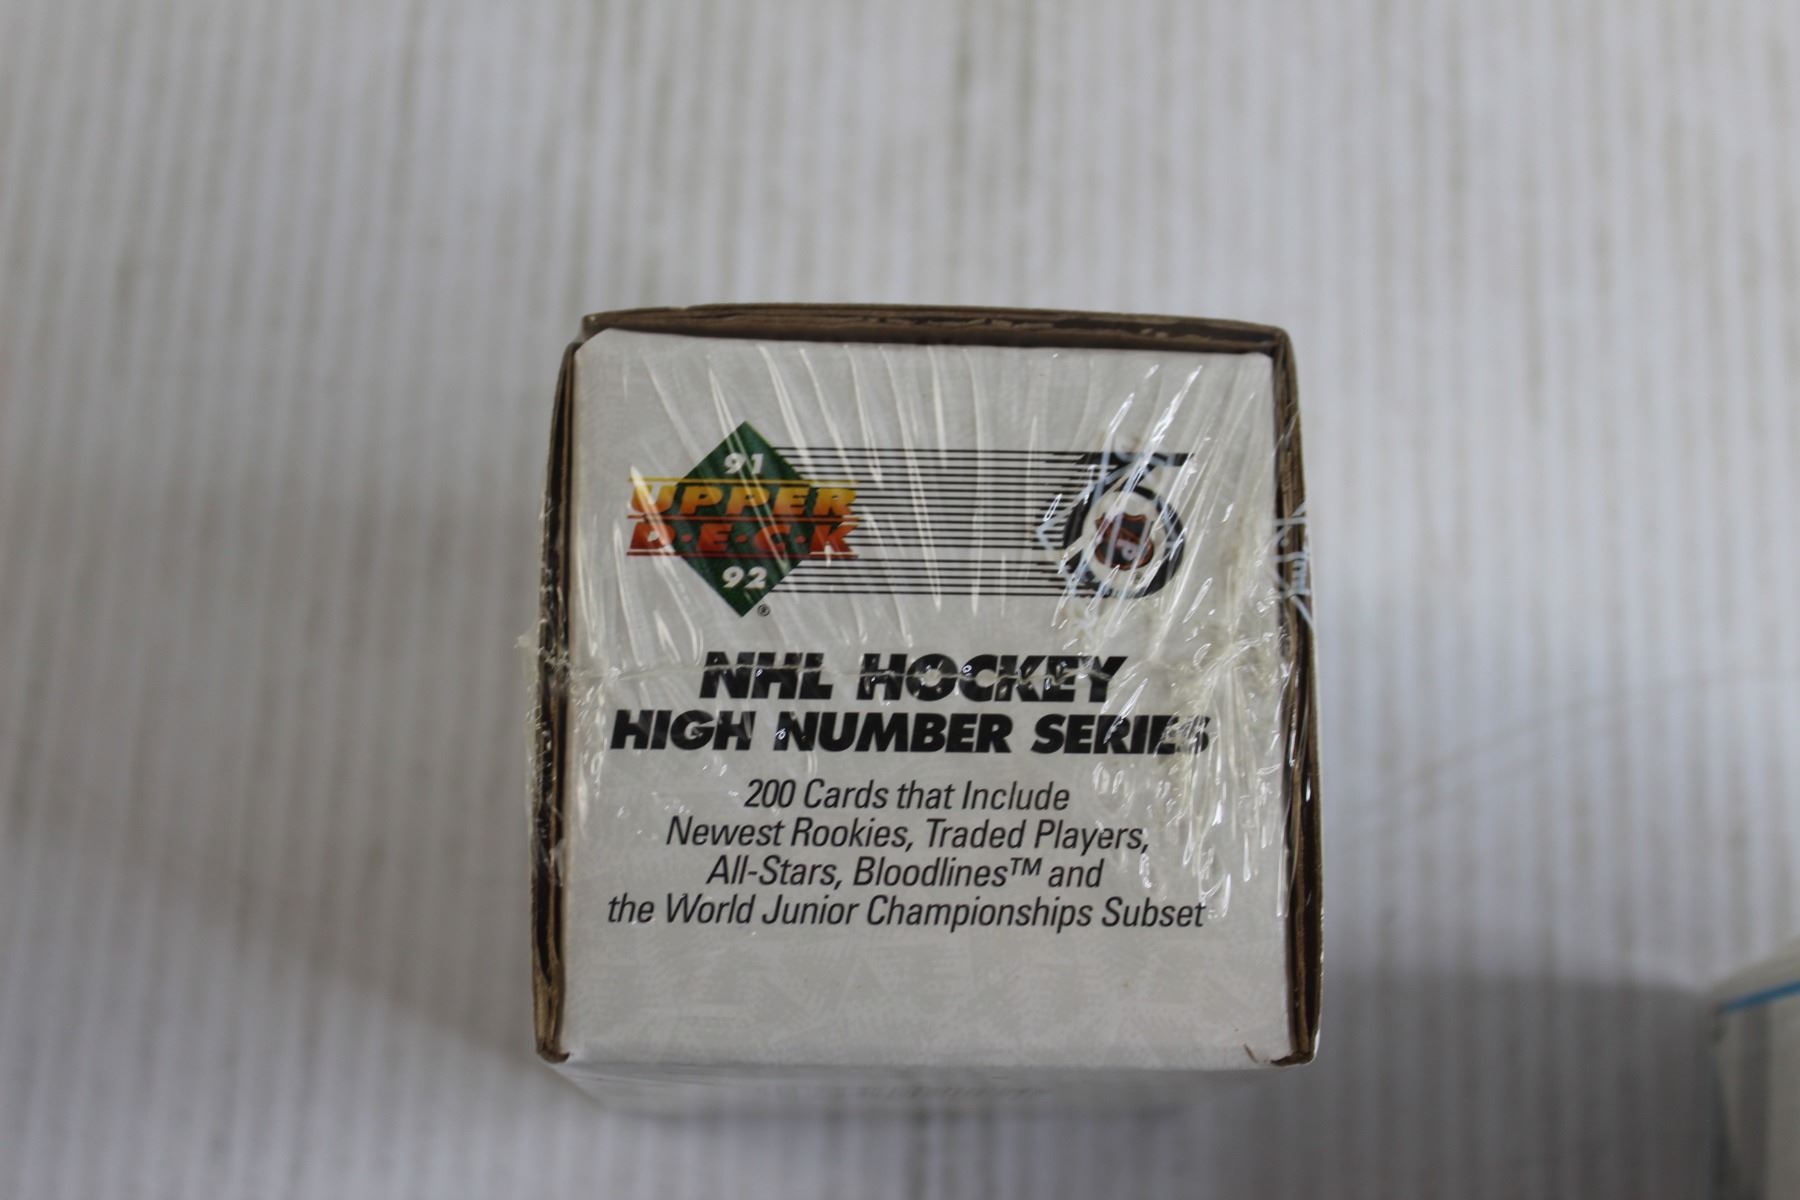 91
UPPER
D·E·C·K
92
®
NHL HOCKEY
HIGH NUMBER SERIES
200 Cards that Include
Newest Rookies, Traded Players,
All-Stars, Bloodlines™ and
the World Junior Championships Subset